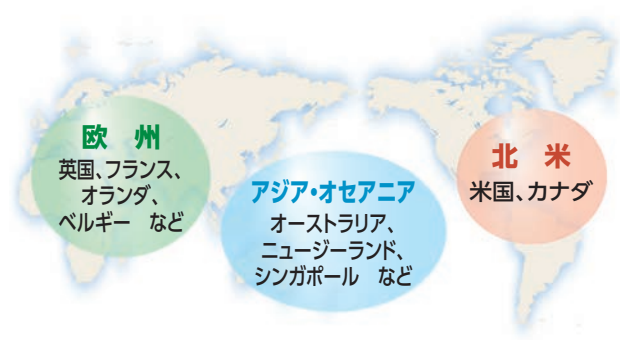 欧　州
英国、フランス、
オランダ、
ベルギー　など
アジア・オセアニア
オーストラリア、
ニュージーランド、
シンガポール　など
北　米
米国、カナダ